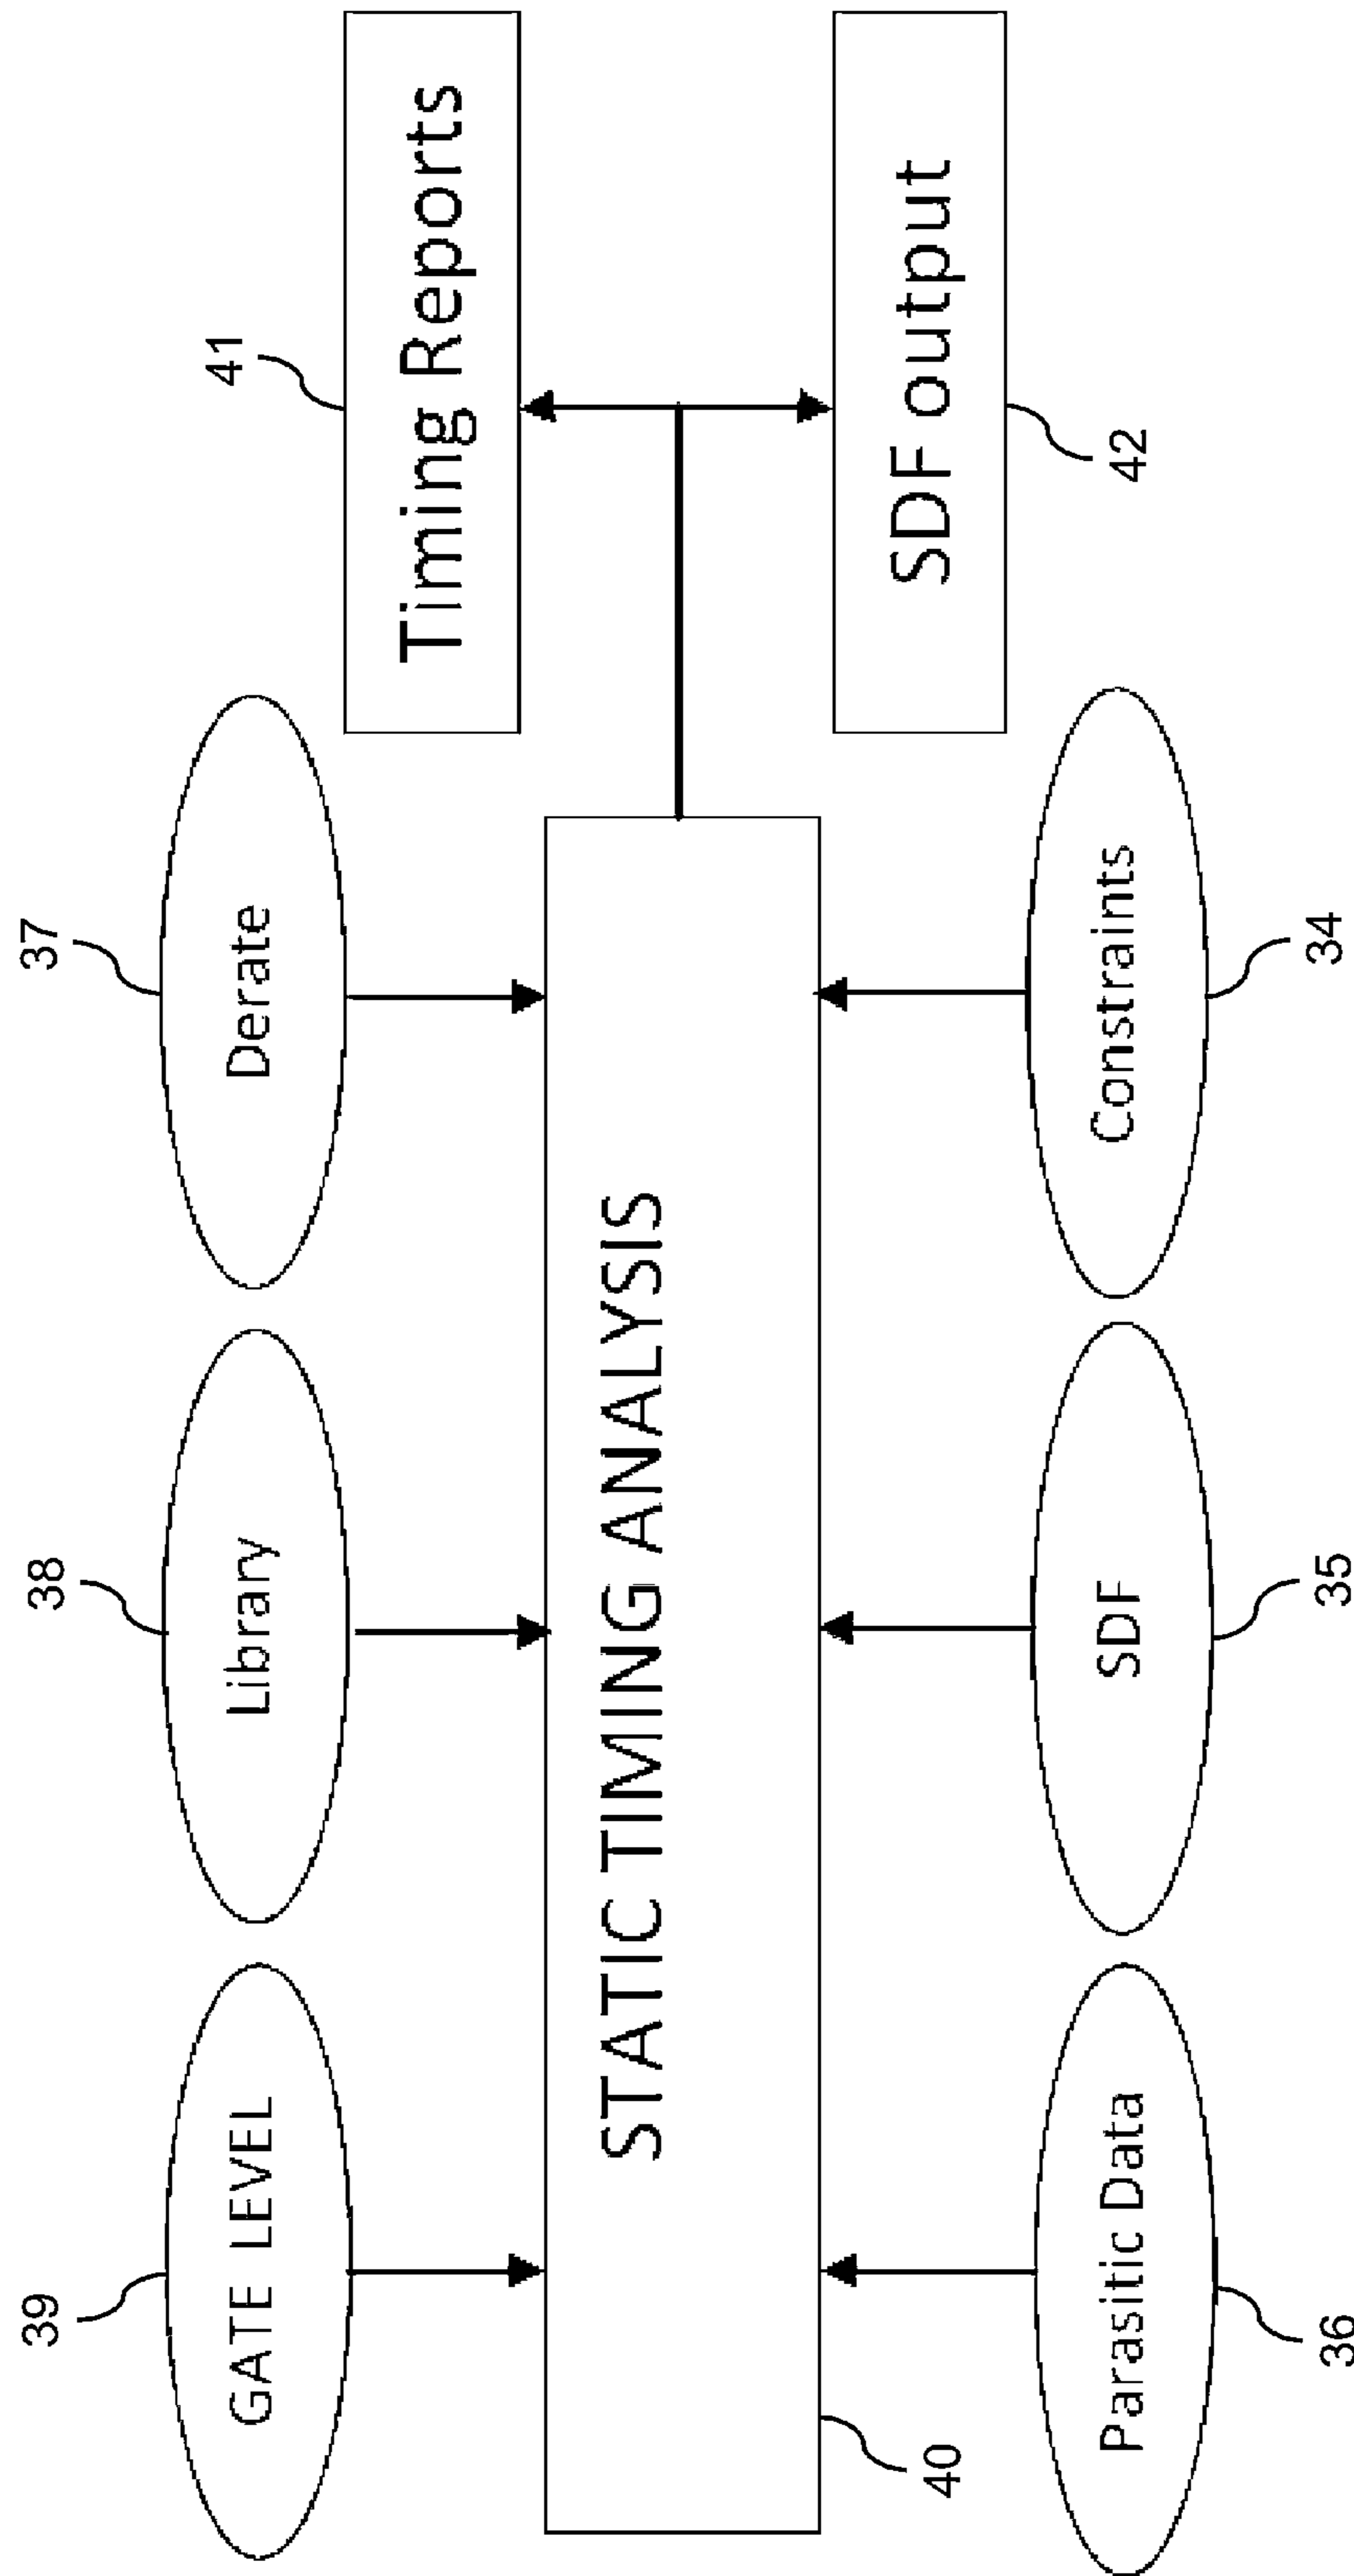 39
38
37
GATE LEVEL
Library
Derate
41
Timing Reports
STATIC TIMING ANALYSIS
40
SDF output
42
Parasitic Data
SDF
Constraints
36
35
34